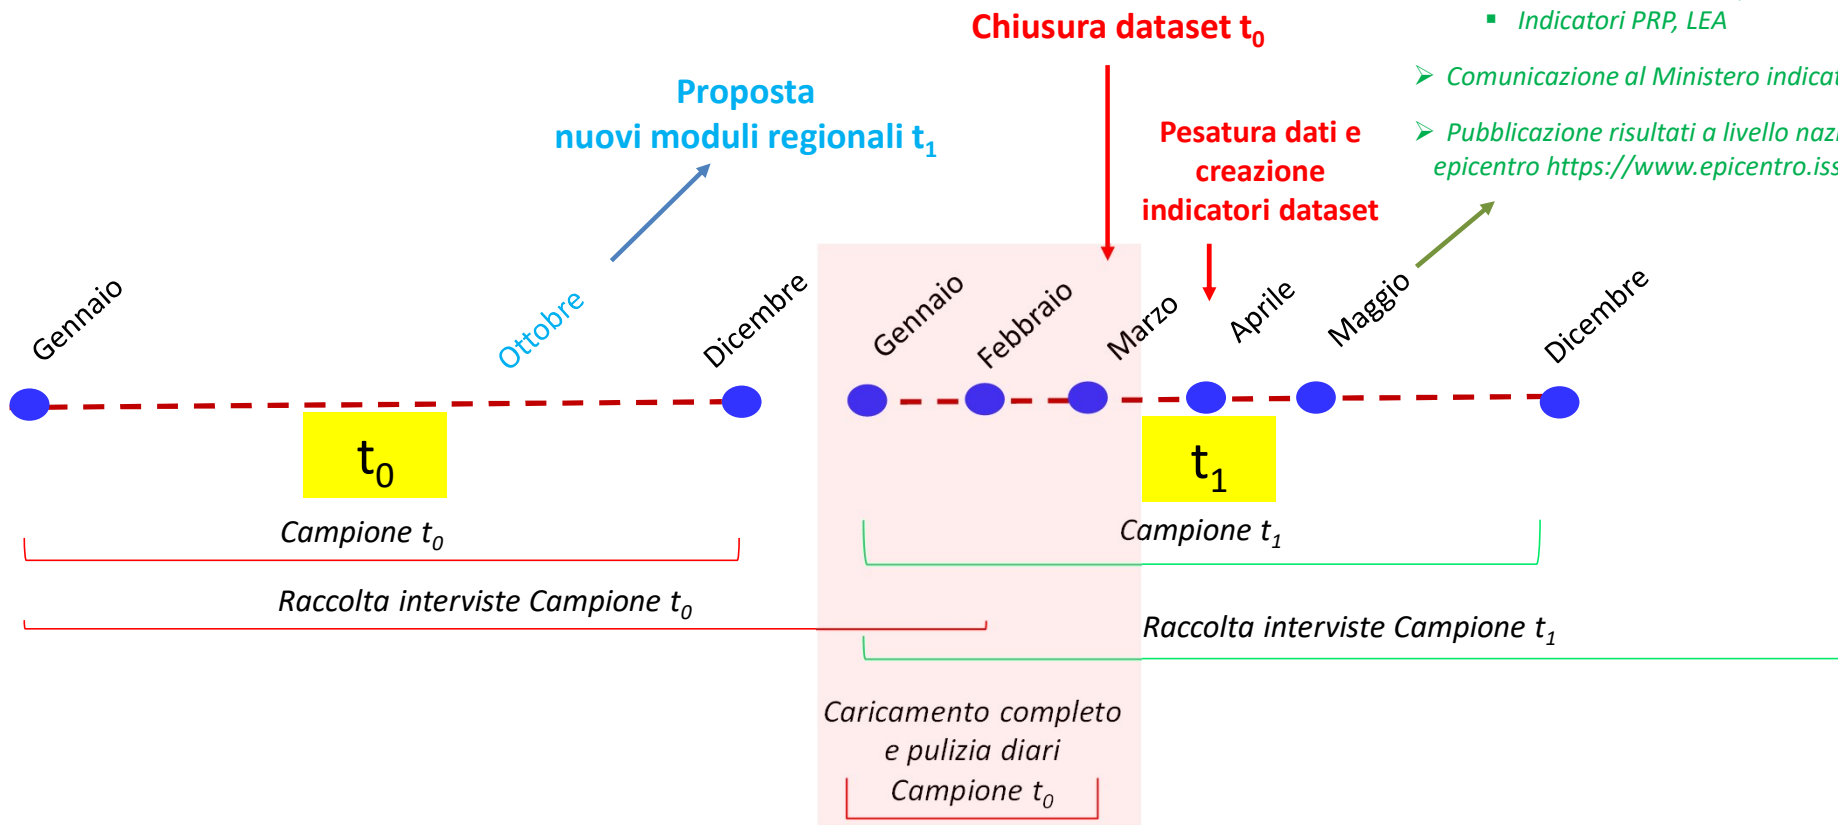 Chiusura dataset t0
▪ Indicatori PRP, LEA
➢ Comunicazione al Ministero indicat
➢ Pubblicazione risultati a livello nazi
epicentro https://www.epicentro.iss
Proposta
nuovi moduli regionali t1
Pesatura dati e
creazione
indicatori dataset
Gennaio
Ottobre
Dicembre
Gennaio
Febbraio
Marzo
Aprile
Maggio
Dicembre
t0
t1
Campione t0
Campione t1
Raccolta interviste Campione t0
Raccolta interviste Campione t1
Caricamento completo
e pulizia diari
Campione t0